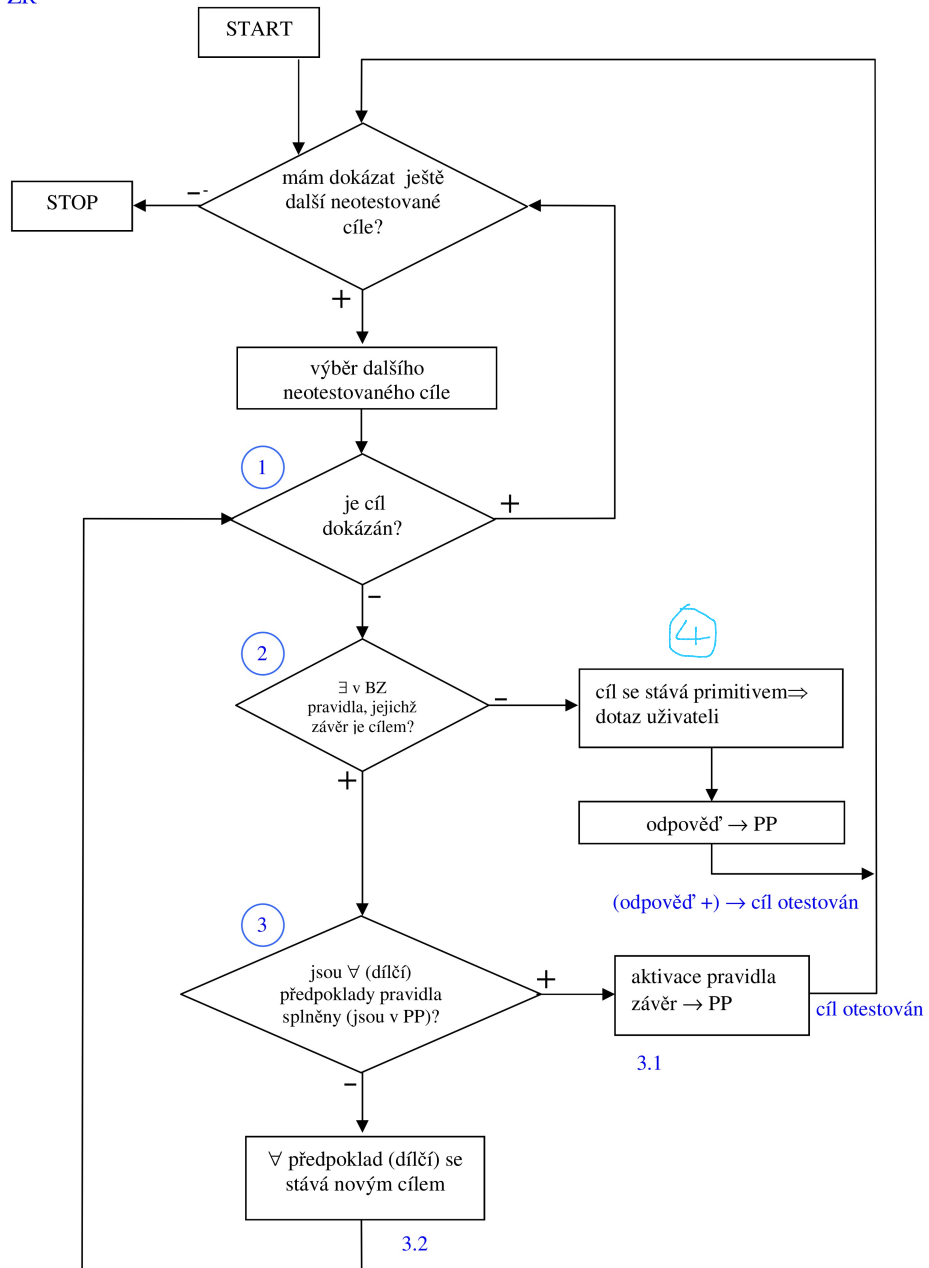 START
mám dokázat ještě
další neotestované
cíle?
STOP
−-
+
výběr dalšího
neotestovaného cíle
1
je cíl
dokázán?
+
−
4
2
∃ v BZ
pravidla, jejichž
závěr je cílem?
−
cíl se stává primitivem⇒
dotaz uživateli
+
odpověď → PP
(odpověď +) → cíl otestován
3
jsou ∀ (dílčí)
předpoklady pravidla
splněny (jsou v PP)?
+
aktivace pravidla
závěr → PP
cíl otestován
3.1
−
∀ předpoklad (dílčí) se
stává novým cílem
3.2